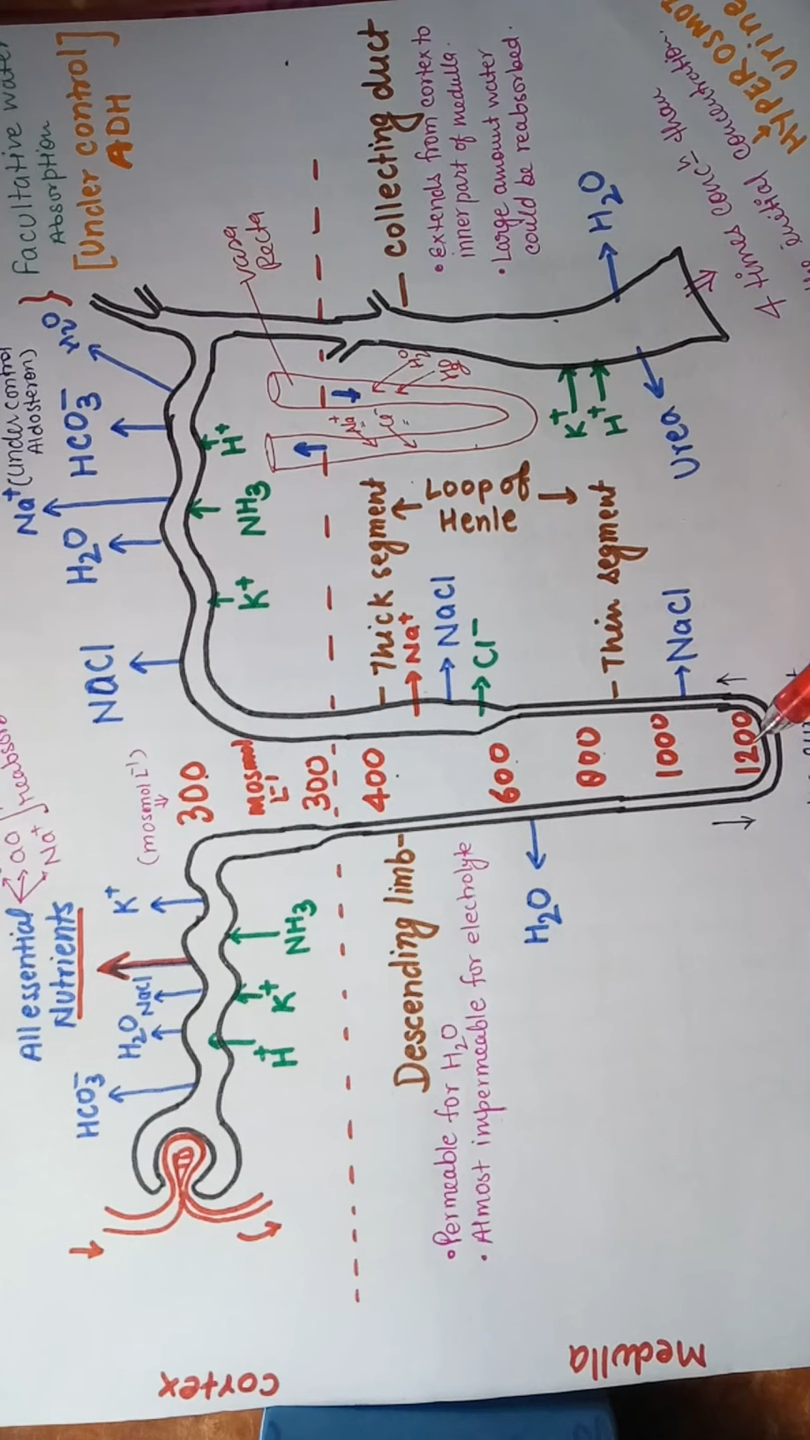 All essential
Nutrients
Na⁺
HCO₃⁻
H₂O
NaCl
K⁺
H⁺
K⁺
NH₃
(mosmol L⁻¹)
300
mosmol
L⁻¹
300
400
600
800
1000
1200
Descending limb
• Permeable for H₂O
• Almost impermeable for electrolyte
H₂O
NaCl
H₂O
Na⁺ (under control
Aldosteron)
HCO₃⁻
H₂O
K⁺
NH₃
H⁺
Thick segment
Na⁺
NaCl
Cl⁻
Loop of
Henle
Thin segment
NaCl
Vasa
Recta
Na⁺
Cl⁻
H₂O
Facultative water
Absorption
[Under control]
ADH
collecting duct
• Extends from cortex to
inner part of medulla.
• Large amount water
could be reabsorbed.
H₂O
K⁺
H⁺
Urea
4 times conc. than
initial concentration.
Urine
Cortex
Medulla